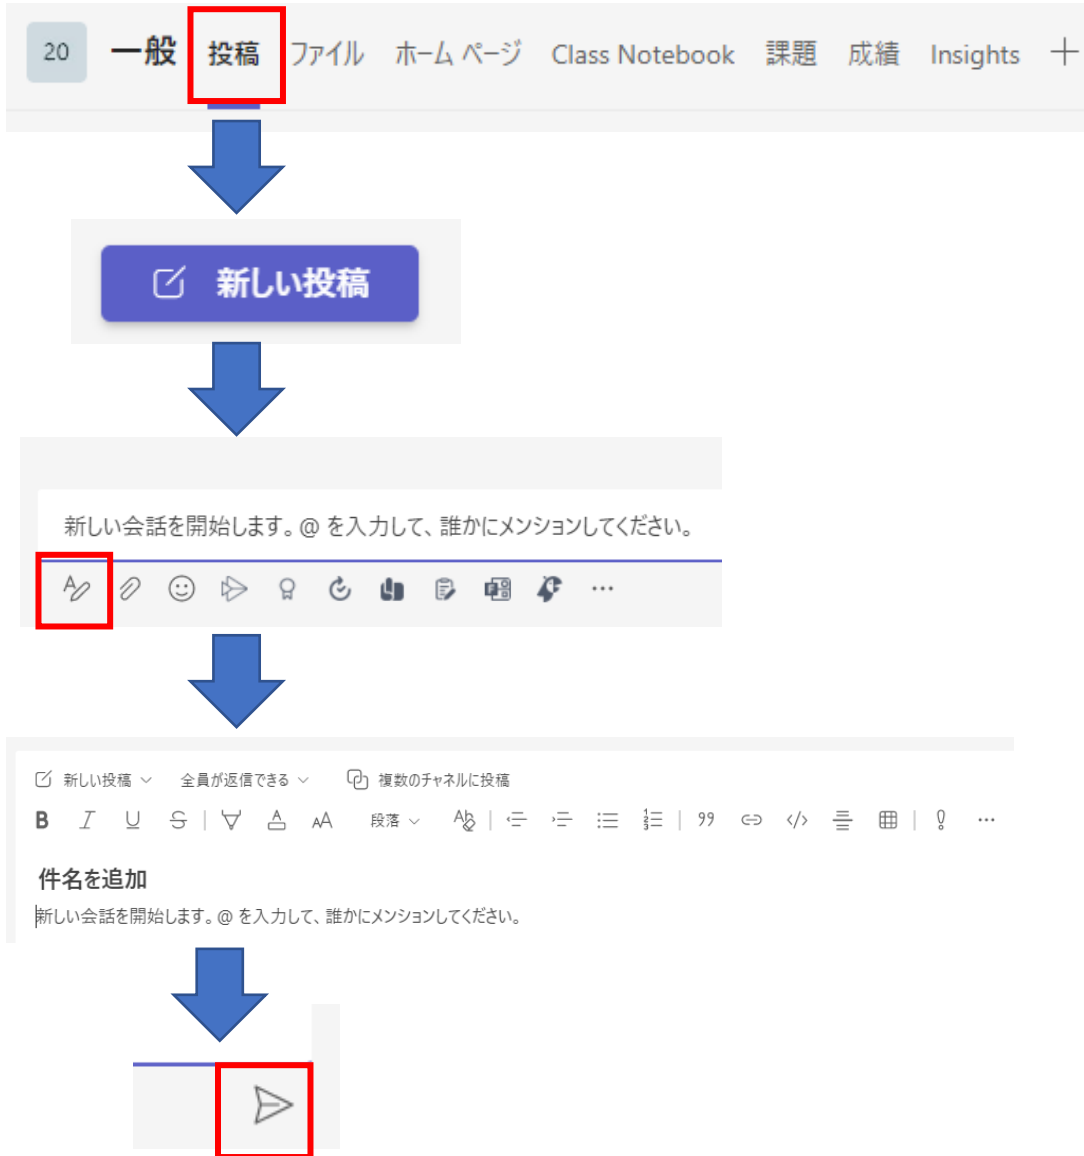 20 一般 投稿 ファイル ホーム ページ Class Notebook 課題 成績 Insights +
新しい投稿
新しい会話を開始します。@ を入力して、誰かにメンションしてください。
新しい投稿 全員が返信できる 複数のチャネルに投稿
B I U S A AA 段落 Ab 99 </> ...
件名を追加
新しい会話を開始します。@ を入力して、誰かにメンションしてください。